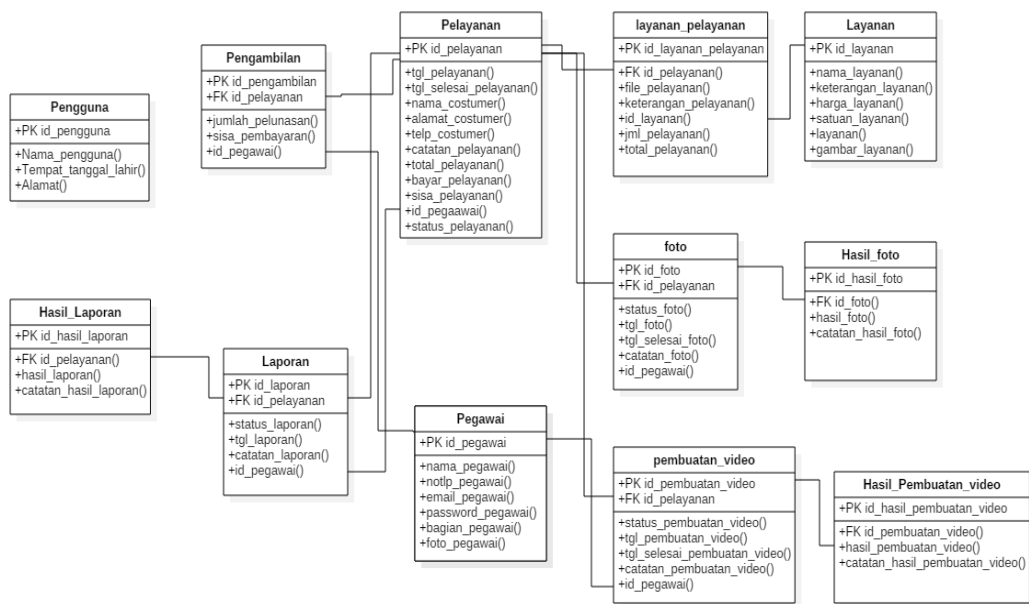 Pengguna
+PK id_pengguna
+Nama_pengguna()
+Tempat_tanggal_lahir()
+Alamat()
Pengambilan
+PK id_pengambilan
+FK id_pelayanan
+jumlah_pelunasan()
+sisa_pembayaran()
+id_pegawai()
Pelayanan
+PK id_pelayanan
+tgl_pelayanan()
+tgl_selesai_pelayanan()
+nama_costumer()
+alamat_costumer()
+telp_costumer()
+catatan_pelayanan()
+total_pelayanan()
+bayar_pelayanan()
+sisa_pelayanan()
+id_pegaawai()
+status_pelayanan()
layanan_pelayanan
+PK id_layanan_pelayanan
+FK id_pelayanan()
+file_pelayanan()
+keterangan_pelayanan()
+id_layanan()
+jml_pelayanan()
+total_pelayanan()
Layanan
+PK id_layanan
+nama_layanan()
+keterangan_layanan()
+harga_layanan()
+satuan_layanan()
+layanan()
+gambar_layanan()
foto
+PK id_foto
+FK id_pelayanan
+status_foto()
+tgl_foto()
+tgl_selesai_foto()
+catatan_foto()
+id_pegawai()
Hasil_foto
+PK id_hasil_foto
+FK id_foto()
+hasil_foto()
+catatan_hasil_foto()
Hasil_Laporan
+PK id_hasil_laporan
+FK id_pelayanan()
+hasil_laporan()
+catatan_hasil_laporan()
Laporan
+PK id_laporan
+FK id_pelayanan
+status_laporan()
+tgl_laporan()
+catatan_laporan()
+id_pegawai()
Pegawai
+PK id_pegawai
+nama_pegawai()
+notlp_pegawai()
+email_pegawai()
+password_pegawai()
+bagian_pegawai()
+foto_pegawai()
pembuatan_video
+PK id_pembuatan_video
+FK id_pelayanan
+status_pembuatan_video()
+tgl_pembuatan_video()
+tgl_selesai_pembuatan_video()
+catatan_pembuatan_video()
+id_pegawai()
Hasil_Pembuatan_video
+PK id_hasil_pembuatan_video
+FK id_pembuatan_video()
+hasil_pembuatan_video()
+catatan_hasil_pembuatan_video()